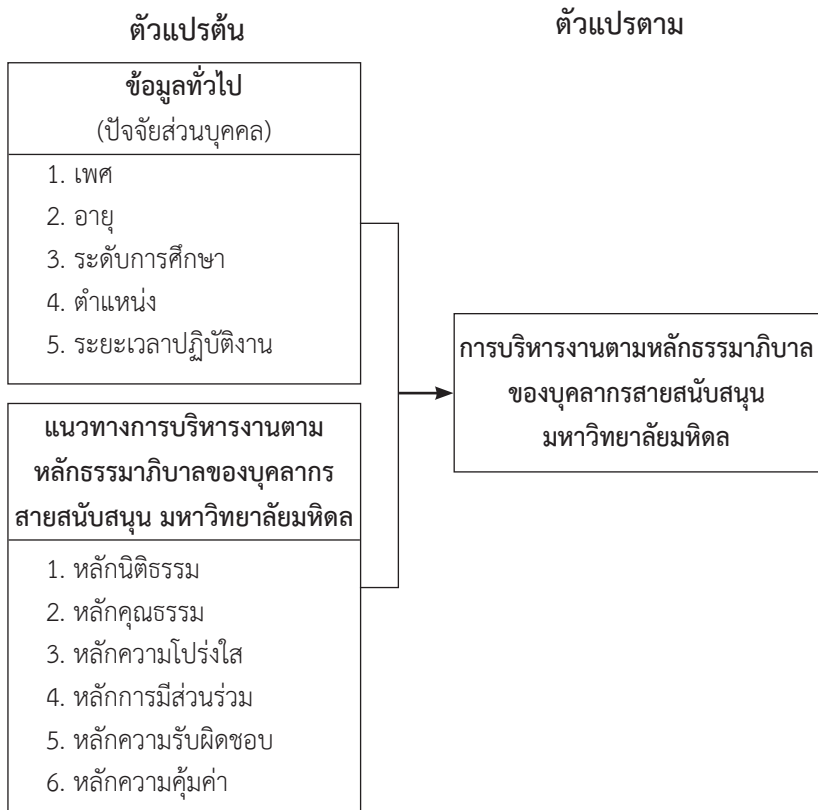 ตัวแปรต้น
ตัวแปรตาม
ข้อมูลทั่วไป
(ปัจจัยส่วนบุคคล)
1. เพศ
2. อายุ
3. ระดับการศึกษา
4. ตำแหน่ง
5. ระยะเวลาปฏิบัติงาน
แนวทางการบริหารงานตาม
หลักธรรมาภิบาลของบุคลากร
สายสนับสนุน มหาวิทยาลัยมหิดล
1. หลักนิติธรรม
2. หลักคุณธรรม
3. หลักความโปร่งใส
4. หลักการมีส่วนร่วม
5. หลักความรับผิดชอบ
6. หลักความคุ้มค่า
การบริหารงานตามหลักธรรมาภิบาล
ของบุคลากรสายสนับสนุน
มหาวิทยาลัยมหิดล